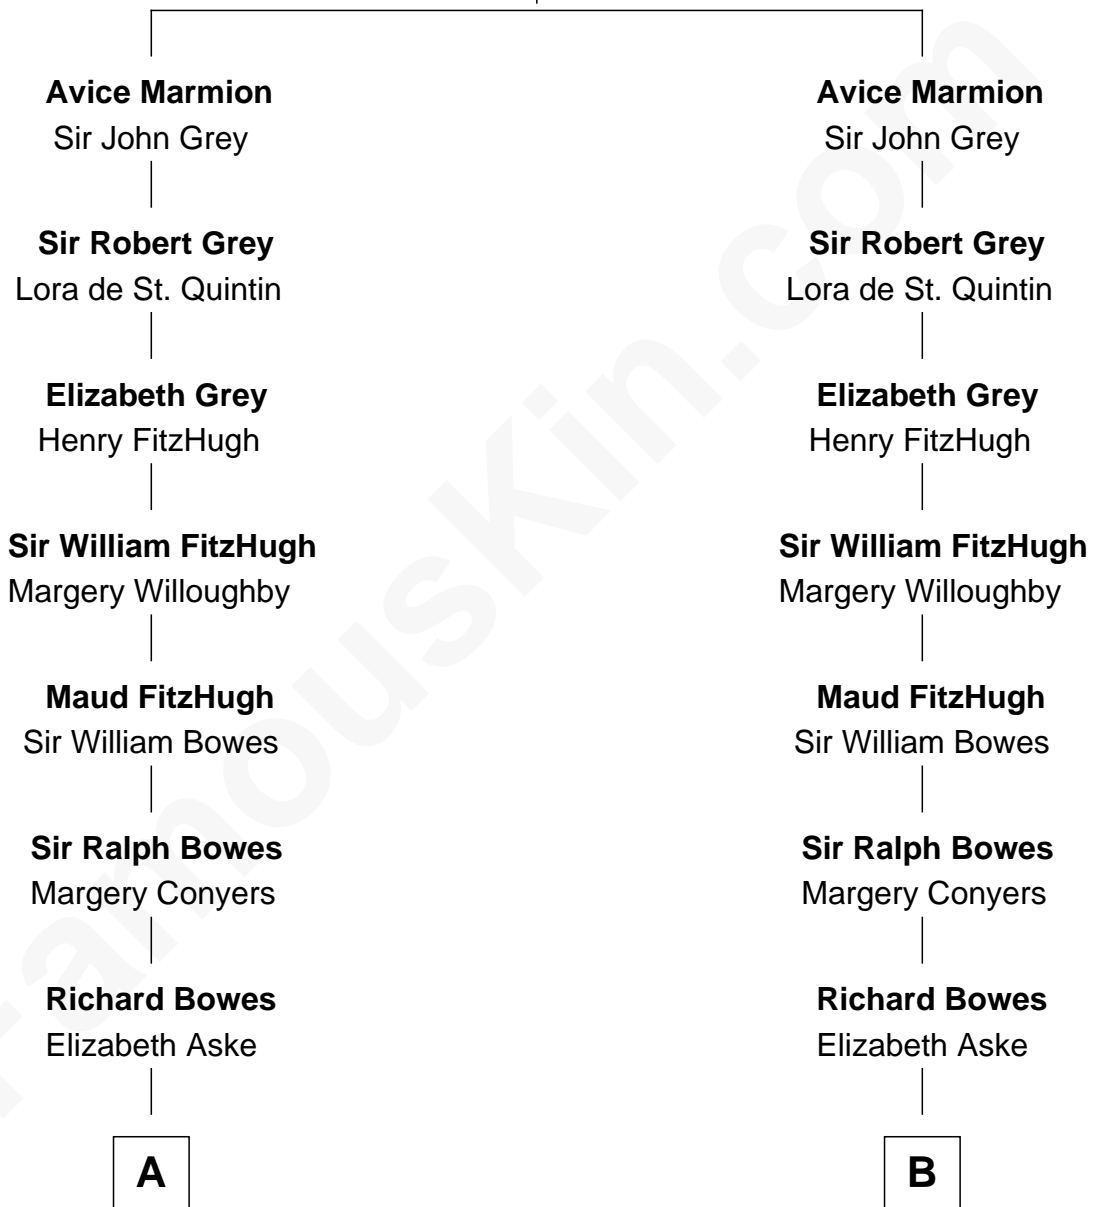 Avice Marmion
Sir John Grey
Sir Robert Grey
Lora de St. Quintin
Elizabeth Grey
Henry FitzHugh
Sir William FitzHugh
Margery Willoughby
Maud FitzHugh
Sir William Bowes
Sir Ralph Bowes
Margery Conyers
Richard Bowes
Elizabeth Aske
A
Avice Marmion
Sir John Grey
Sir Robert Grey
Lora de St. Quintin
Elizabeth Grey
Henry FitzHugh
Sir William FitzHugh
Margery Willoughby
Maud FitzHugh
Sir William Bowes
Sir Ralph Bowes
Margery Conyers
Richard Bowes
Elizabeth Aske
B
FamousKin.com